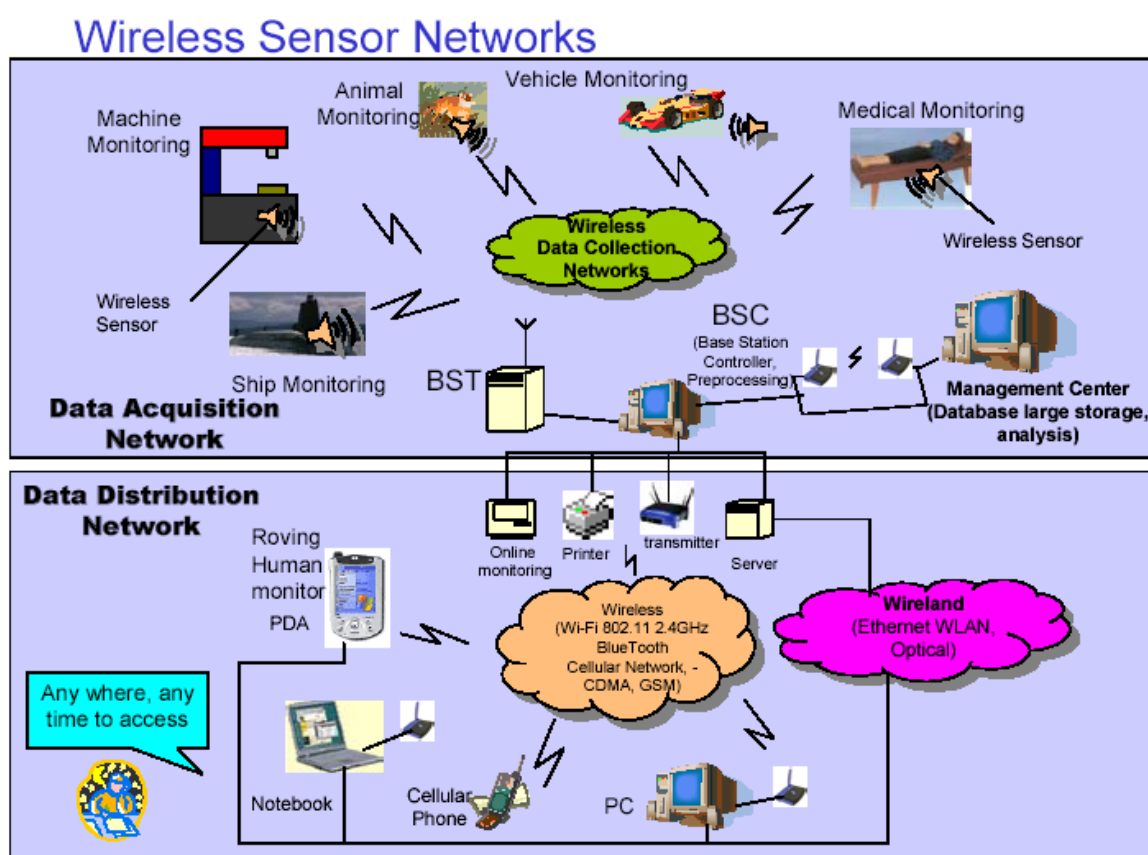 Wireless Sensor Networks
Machine
Monitoring
Animal
Monitoring
Vehicle Monitoring
Medical Monitoring
Wireless
Data Collection
Networks
Wireless Sensor
Wireless
Sensor
Ship Monitoring
BST
BSC
(Base Station
Controller,
Preprocessing)
Management Center
(Database large storage,
analysis)
Data Acquisition
Network
Data Distribution
Network
Roving
Human
monitor
PDA
Online
monitoring
Printer
transmitter
Server
Wireless
(Wi-Fi 802.11 2.4GHz
BlueTooth
Cellular Network, -
CDMA, GSM)
Wireland
(Ethernet WLAN,
Optical)
Any where, any
time to access
Notebook
Cellular
Phone
PC